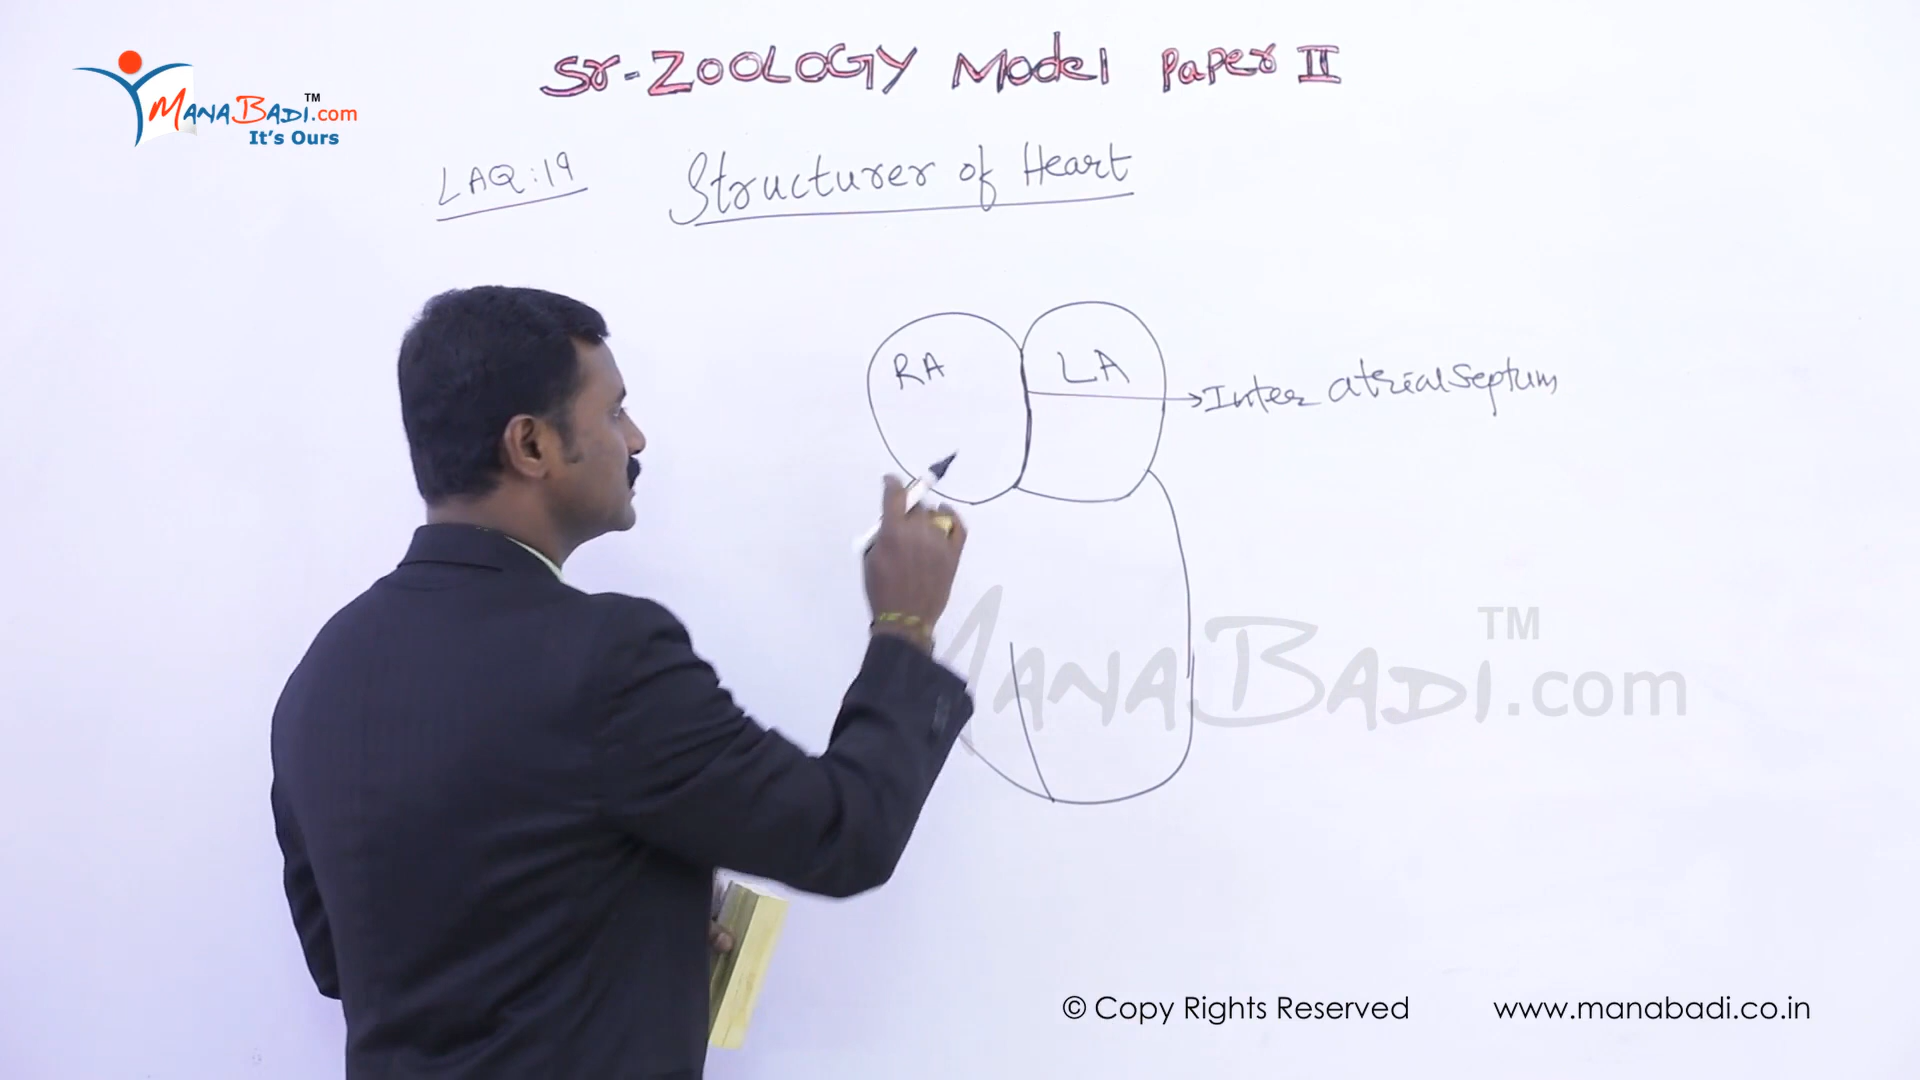 Sr-ZOOLOGY Model Paper II
MANABADI.com TM
It's Ours
LAQ:19
Structurer of Heart
RA
LA
Inter atrial septum
MANABADI.com TM
© Copy Rights Reserved
www.manabadi.co.in